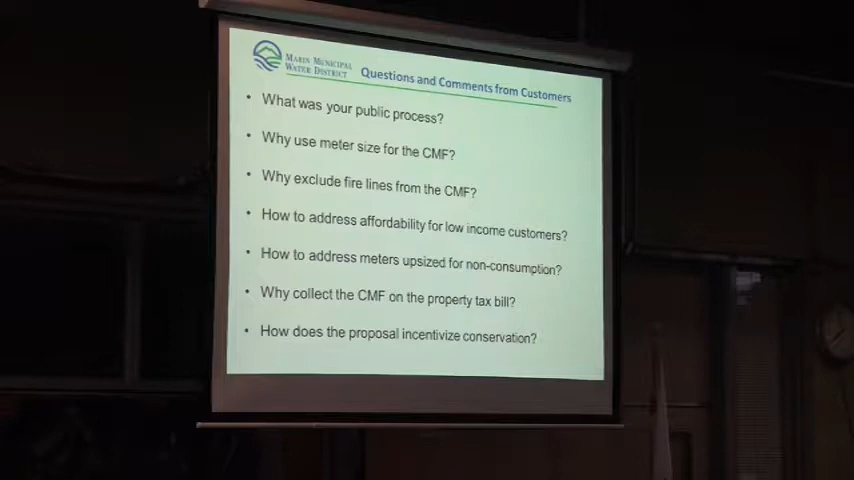 MARIN MUNICIPAL
WATER DISTRICT
Questions and Comments from Customers
• What was your public process?
• Why use meter size for the CMF?
• Why exclude fire lines from the CMF?
• How to address affordability for low income customers?
• How to address meters upsized for non-consumption?
• Why collect the CMF on the property tax bill?
• How does the proposal incentivize conservation?